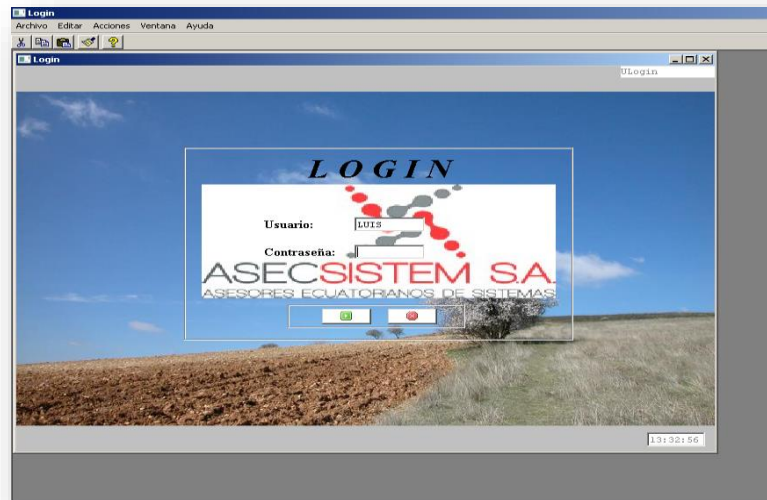 Login
Archivo Editar Acciones Ventana Ayuda
Login
ULogin
LOGIN
Usuario: LUIS
Contraseña:
ASECSISTEM S.A.
ASESORES ECUATORIANOS DE SISTEMAS
13:32:56